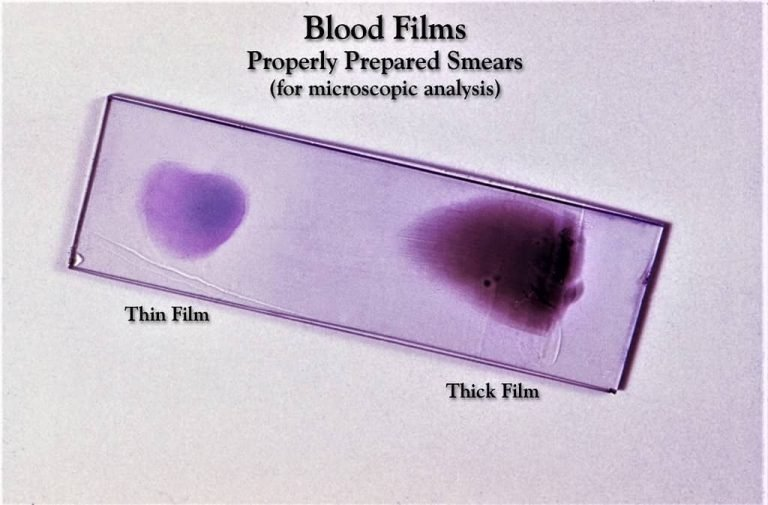 Blood Films
Properly Prepared Smears
(for microscopic analysis)
Thin Film
Thick Film